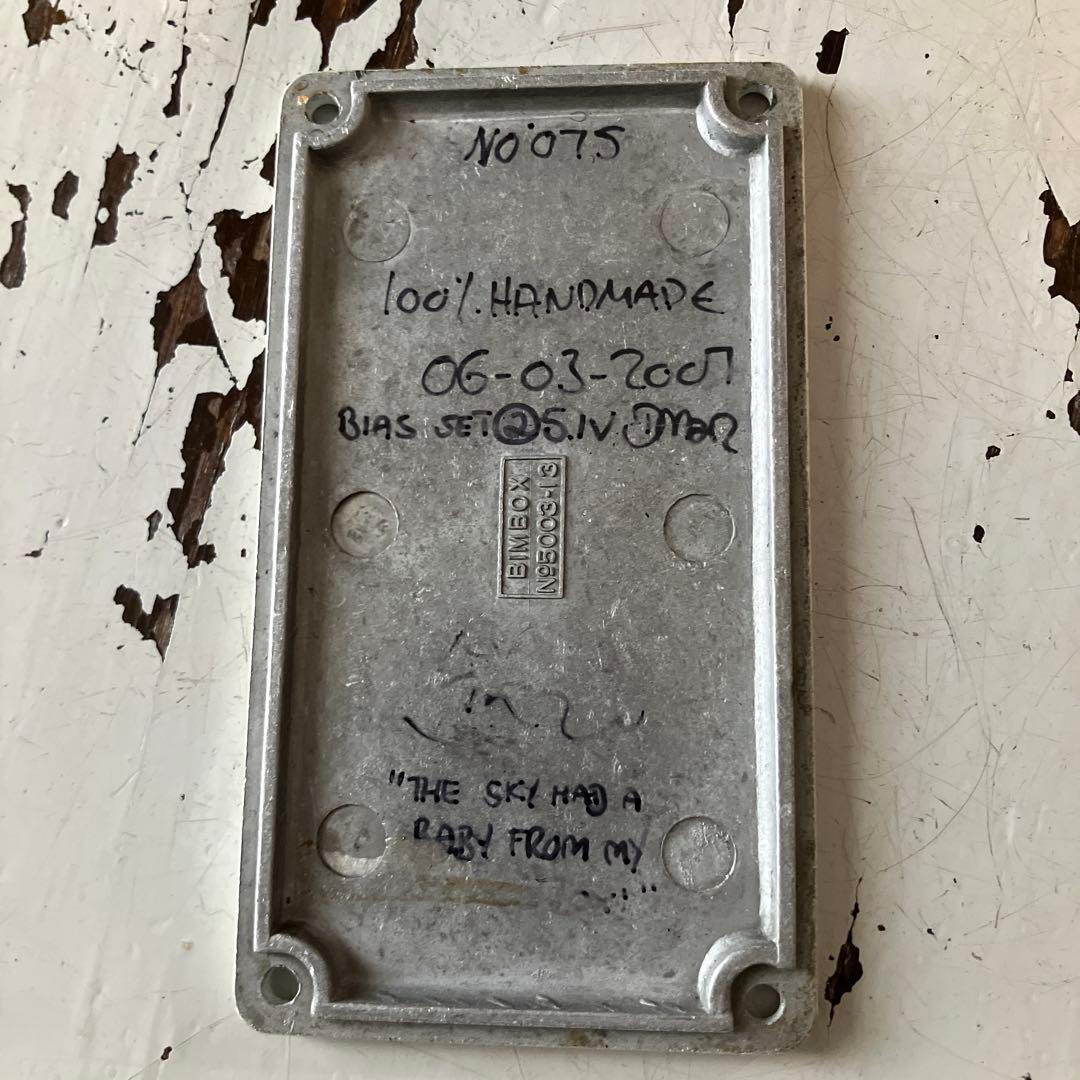 NO 075
100% HANDMADE
06-03-2007
BIAS SET @ 5.1V
BIMBOX
Nº5003-13
"THE SKY HAD A
BABY FROM MY
"